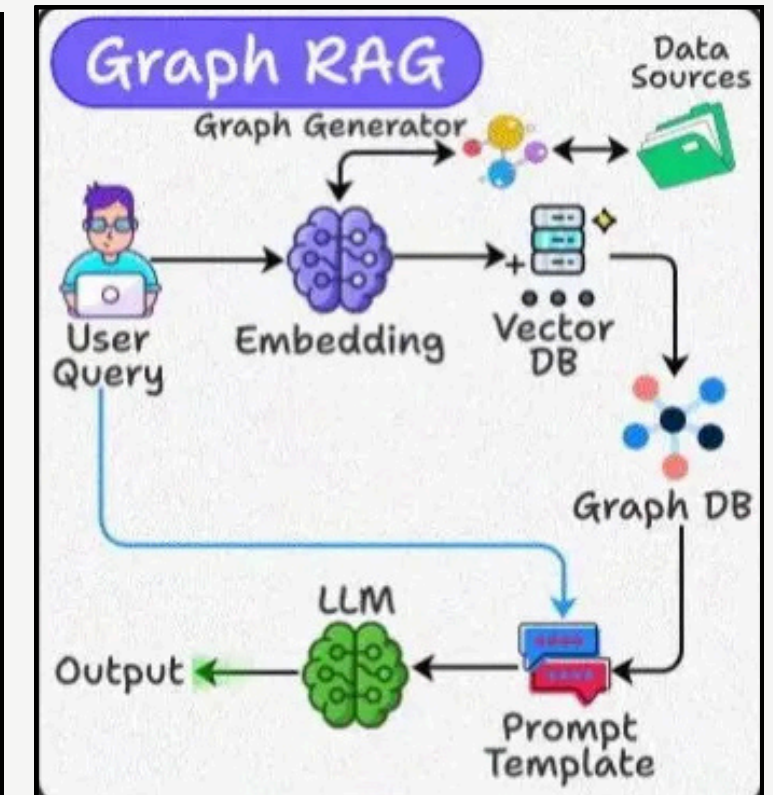 Graph RAG
Data
Sources
Graph Generator
User
Query
Embedding
Vector
DB
Graph DB
LLM
Output
Prompt
Template